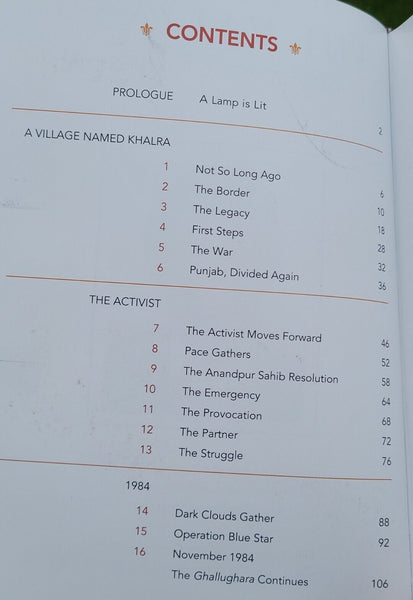 CONTENTS
PROLOGUE A Lamp is Lit 2
A VILLAGE NAMED KHALRA
1 Not So Long Ago 6
2 The Border 10
3 The Legacy 18
4 First Steps 28
5 The War 32
6 Punjab, Divided Again 36
THE ACTIVIST
7 The Activist Moves Forward 46
8 Pace Gathers 52
9 The Anandpur Sahib Resolution 58
10 The Emergency 64
11 The Provocation 68
12 The Partner 72
13 The Struggle 76
1984
14 Dark Clouds Gather 88
15 Operation Blue Star 92
16 November 1984
The Ghallughara Continues 106